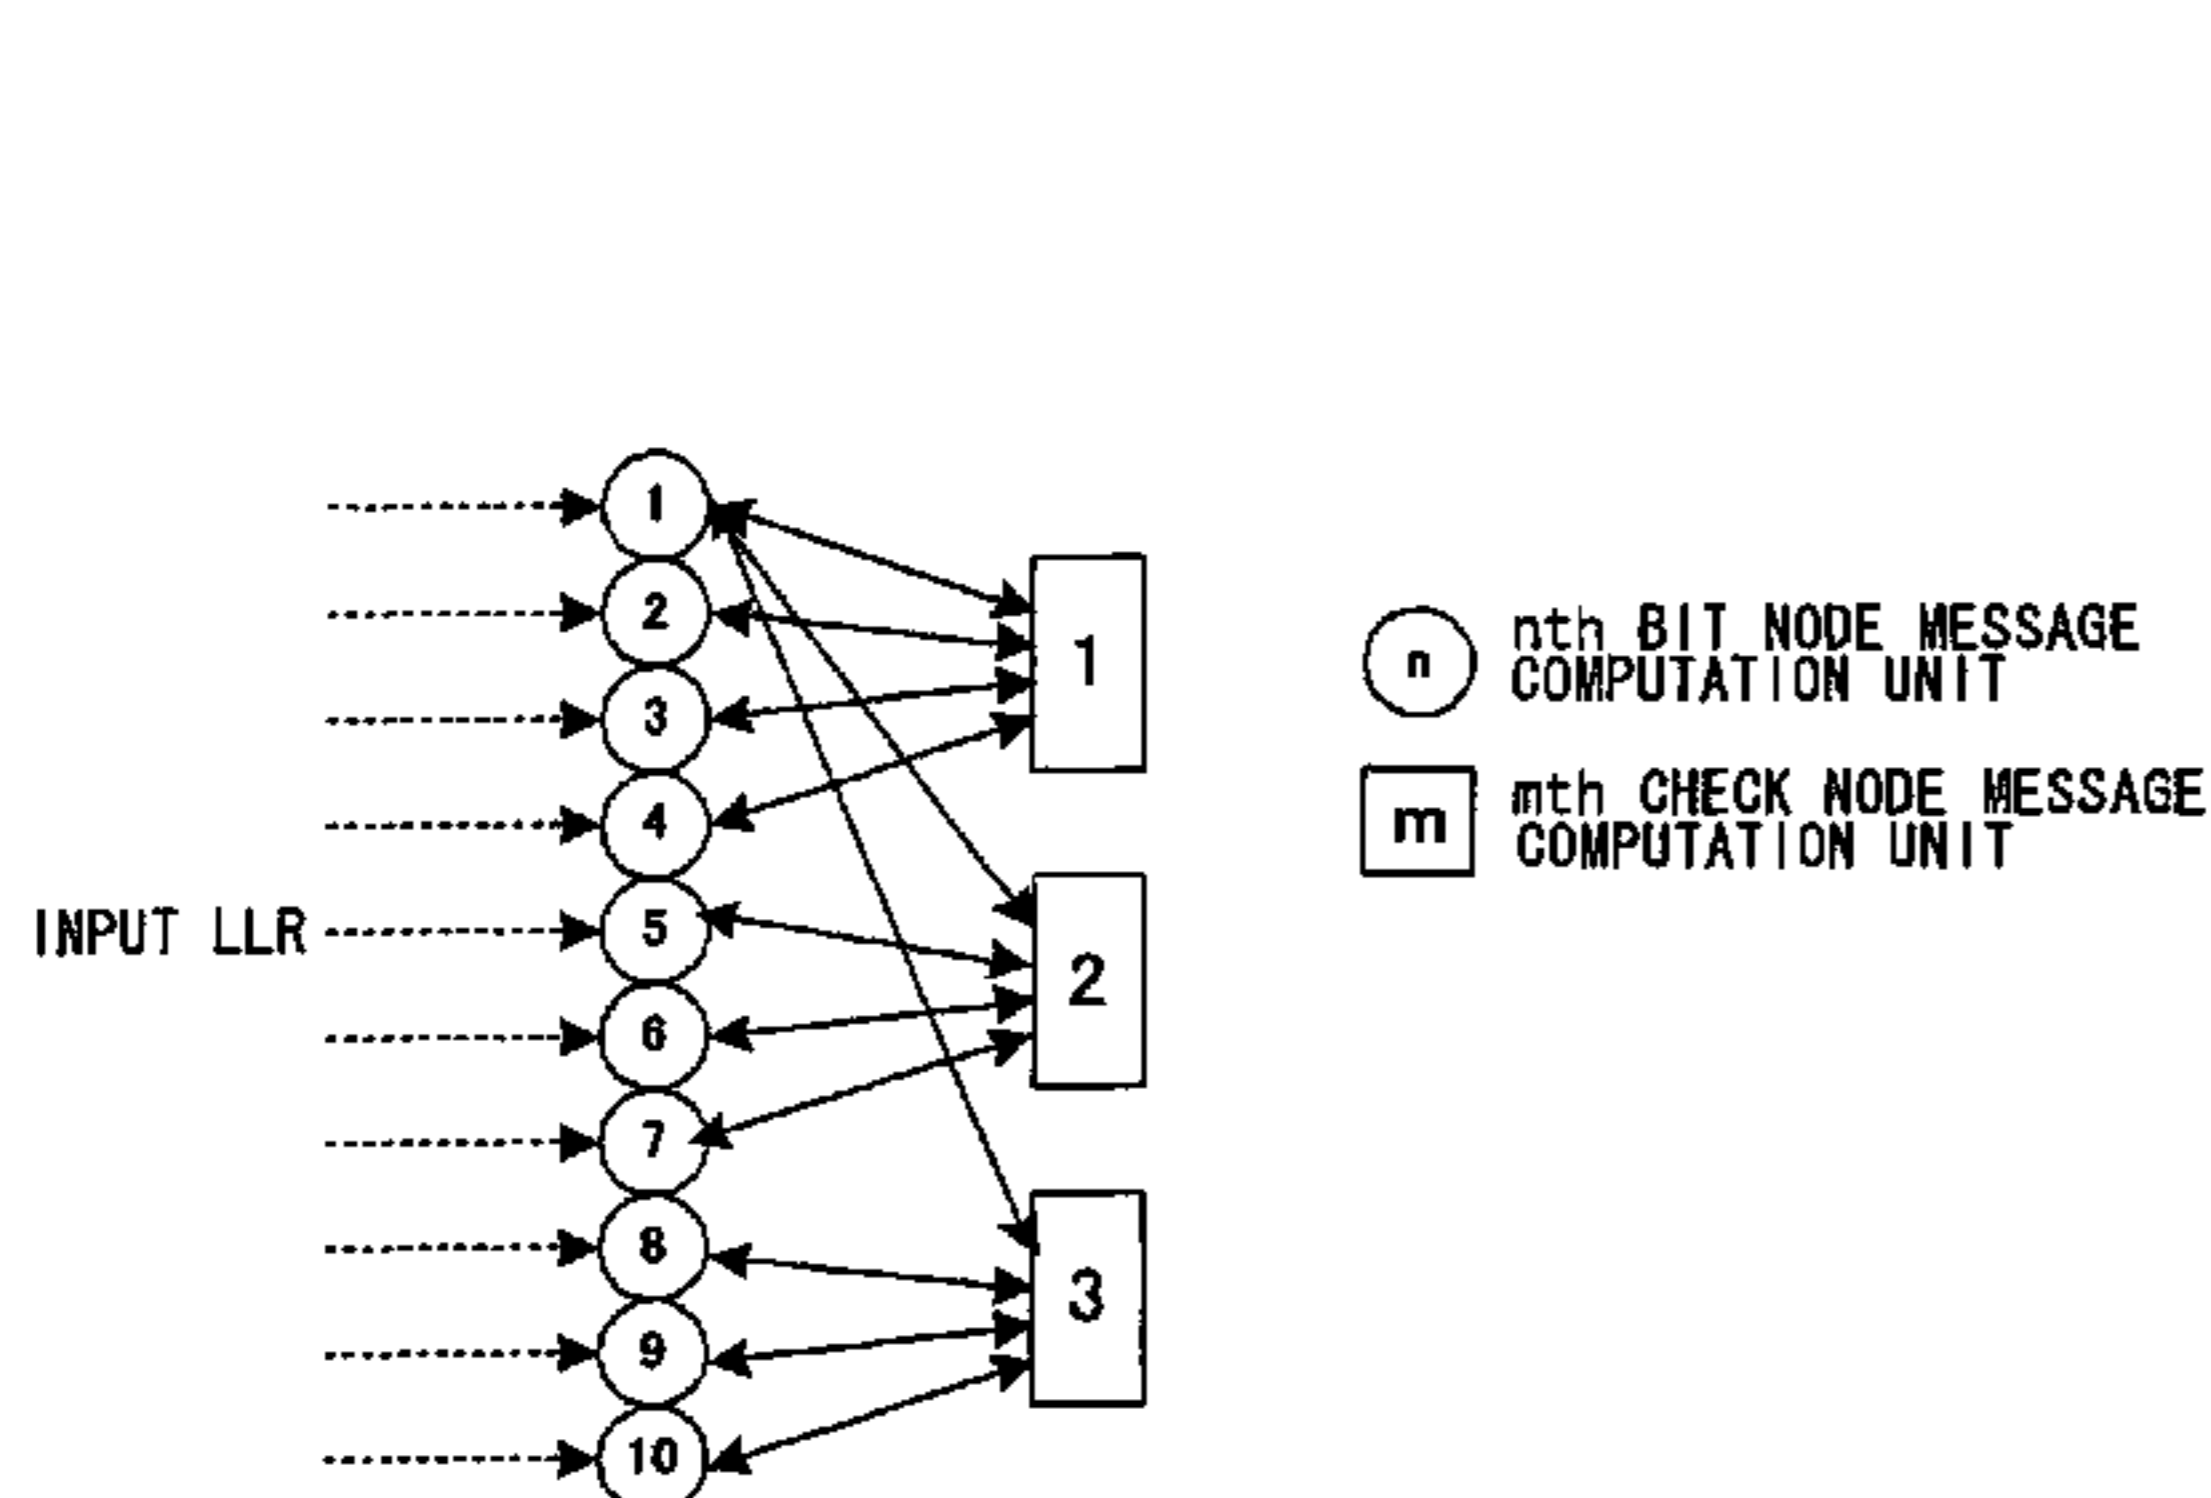 1
2
3
4
INPUT LLR
5
6
7
8
9
10
1
2
3
n
nth BIT NODE MESSAGE
COMPUTATION UNIT
m
mth CHECK NODE MESSAGE
COMPUTATION UNIT